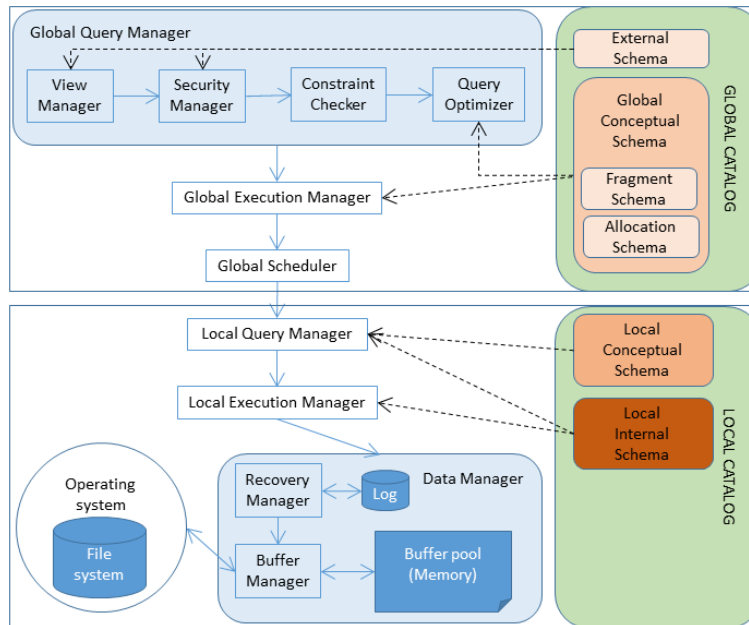 Global Query Manager
View
Manager
Security
Manager
Constraint
Checker
Query
Optimizer
External
Schema
Global
Conceptual
Schema
Fragment
Schema
Allocation
Schema
GLOBAL CATALOG
Global Execution Manager
Global Scheduler
Local Query Manager
Local Execution Manager
Local
Conceptual
Schema
Local
Internal
Schema
LOCAL CATALOG
Operating
system
File
system
Recovery
Manager
Log
Data Manager
Buffer
Manager
Buffer pool
(Memory)